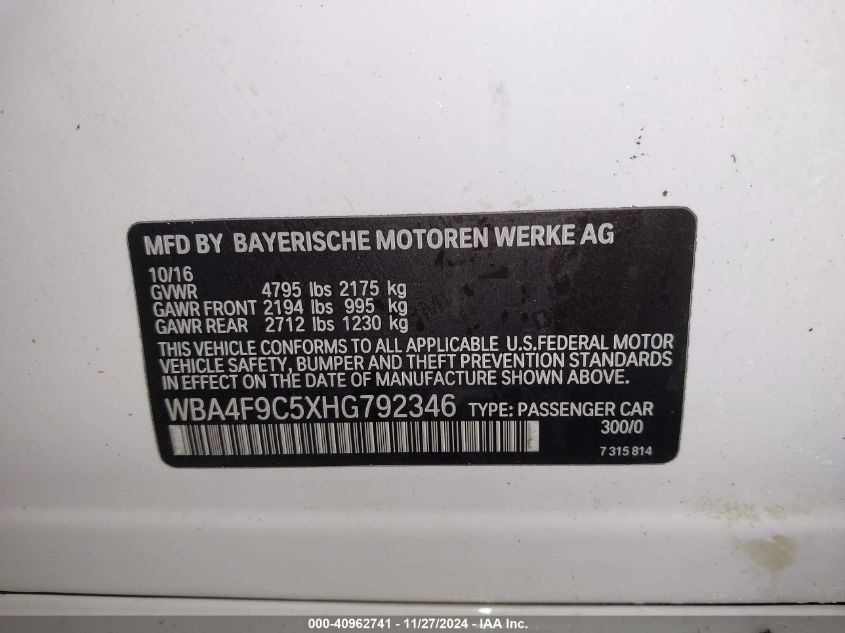 MFD BY BAYERISCHE MOTOREN WERKE AG
10/16
GVWR 4795 lbs 2175 kg
GAWR FRONT 2194 lbs 995 kg
GAWR REAR 2712 lbs 1230 kg
THIS VEHICLE CONFORMS TO ALL APPLICABLE U.S.FEDERAL MOTOR
VEHICLE SAFETY, BUMPER AND THEFT PREVENTION STANDARDS
IN EFFECT ON THE DATE OF MANUFACTURE SHOWN ABOVE.
WBA4F9C5XHG792346 TYPE: PASSENGER CAR
300/0
7 315 814
000-40962741 - 11/27/2024 - IAA Inc.